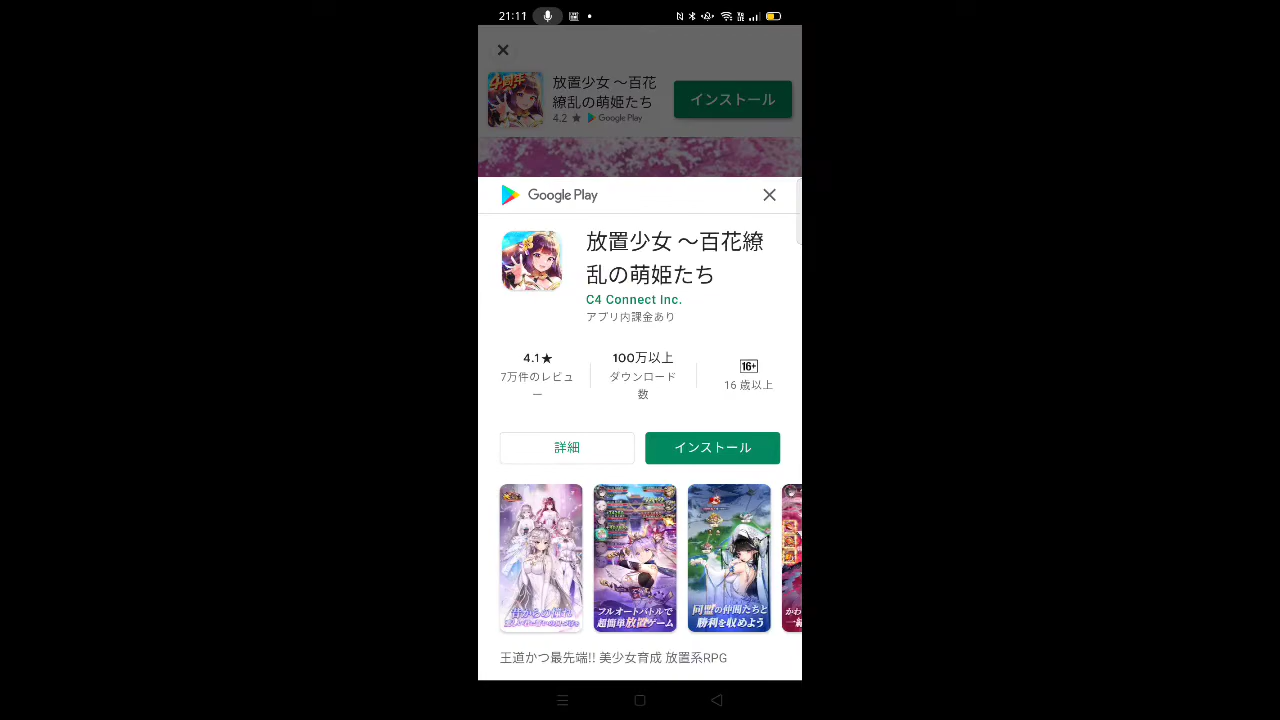 21:11
4周年
放置少女 ～百花
繚乱の萌姫たち
4.2 ★ Google Play
インストール
Google Play
放置少女 ～百花繚
乱の萌姫たち
C4 Connect Inc.
アプリ内課金あり
4.1★
7万件のレビュ
ー
100万以上
ダウンロード
数
16+
16 歳以上
詳細
インストール
フルオートバトルで
超簡単放置ゲーム
同盟の仲間たちと
勝利を収めよう
かわ
一緒
王道かつ最先端!! 美少女育成 放置系RPG